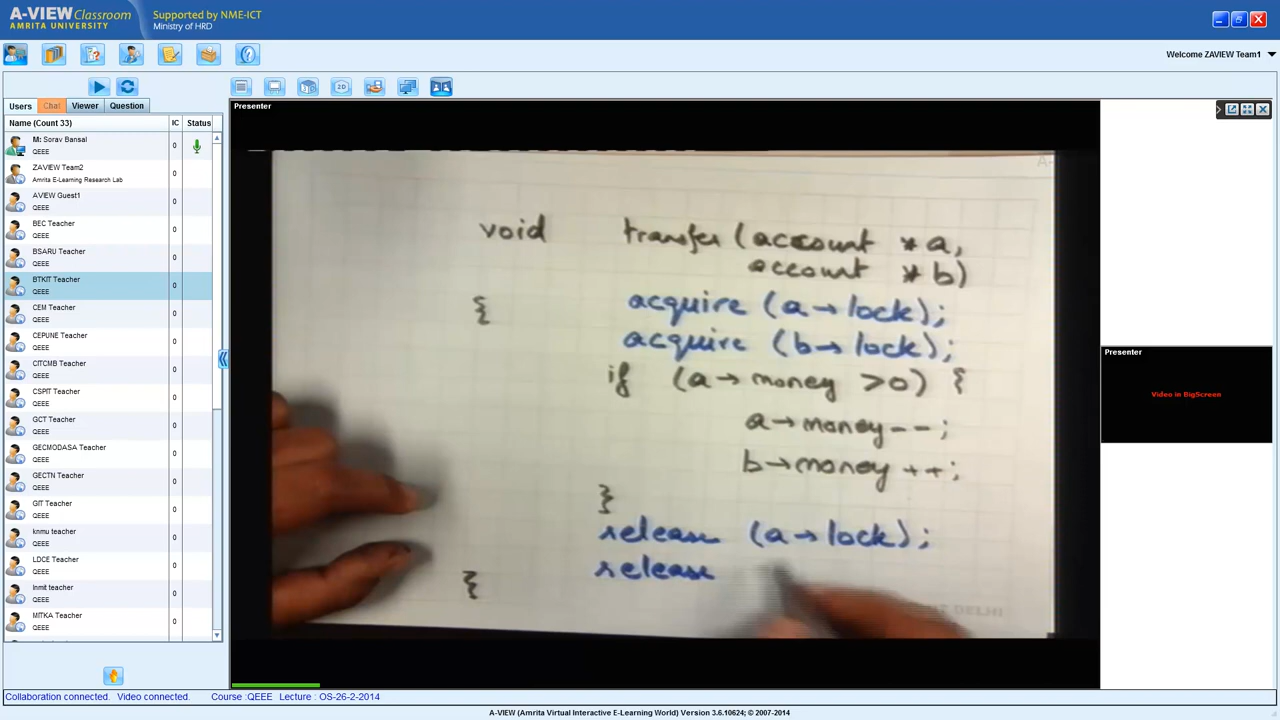 A-VIEW Classroom
AMRITA UNIVERSITY
Supported by NME-ICT
Ministry of HRD
Welcome ZAVIEW Team1
Users Chat Viewer Question
Name (Count 33) IC Status
M: Sorav Bansal
QEEE 0
ZAVIEW Team2
Amrita E-Learning Research Lab 0
AVIEW Guest1
QEEE 0
BEC Teacher
QEEE 0
BSARU Teacher
QEEE 0
BTKIT Teacher
QEEE 0
CEM Teacher
QEEE 0
CEPUNE Teacher
QEEE 0
CITCMB Teacher
QEEE 0
CSPIT Teacher
QEEE 0
GCT Teacher
QEEE 0
GECMODASA Teacher
QEEE 0
GECTN Teacher
QEEE 0
GIT Teacher
QEEE 0
knmu teacher
QEEE 0
LDCE Teacher
QEEE 0
lnmit teacher
QEEE 0
MITKA Teacher
QEEE 0
20
Presenter
void transfer (account *a,
account *b)
{ acquire (a→lock);
acquire (b→lock);
if (a→money >0) {
a→money--;
b→money ++;
}
release (a→lock);
release
{
DELHI
Presenter
Video in BigScreen
Collaboration connected. Video connected. Course :QEEE Lecture : OS-26-2-2014
A-VIEW (Amrita Virtual Interactive E-Learning World) Version 3.6.10624; © 2007-2014